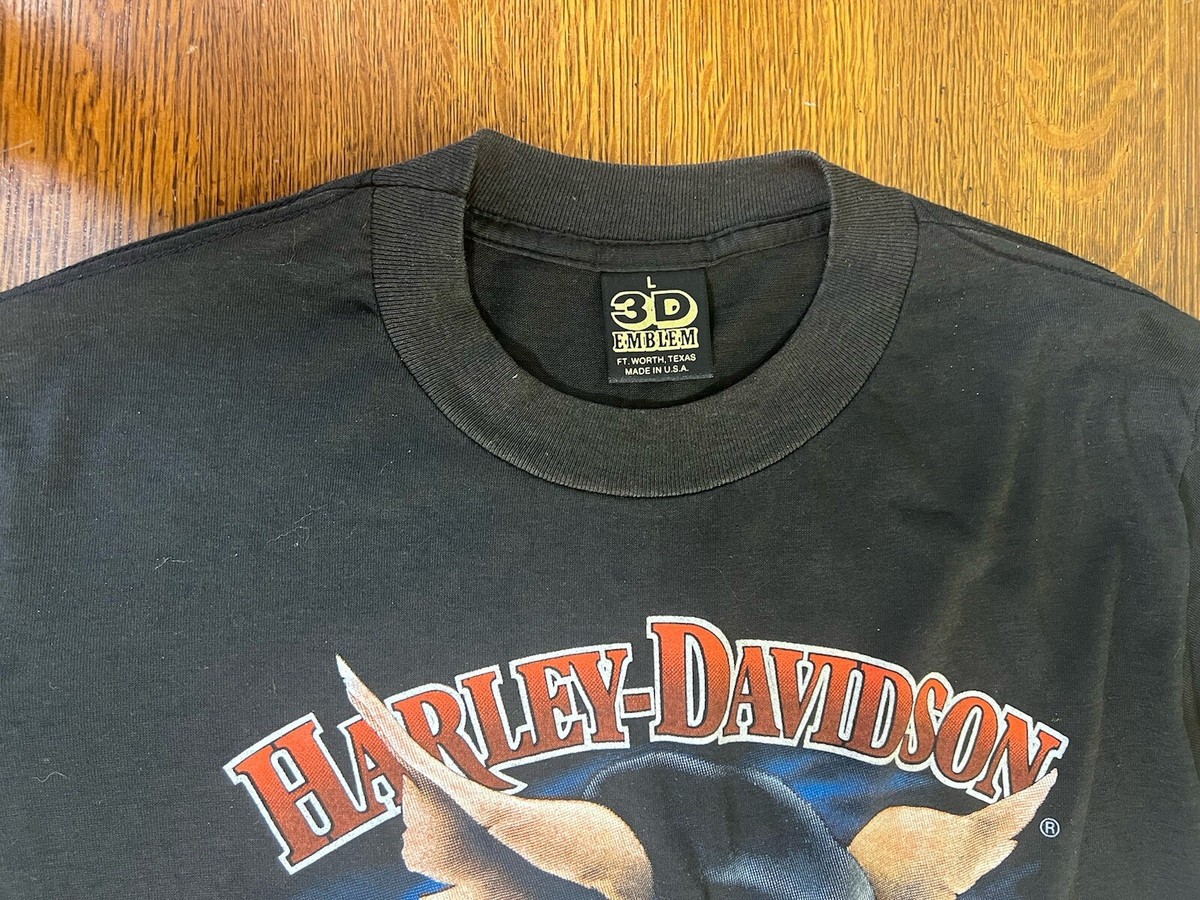 L
3D
EMBLEM
FT. WORTH, TEXAS
MADE IN U.S.A.
HARLEY-DAVIDSON
®